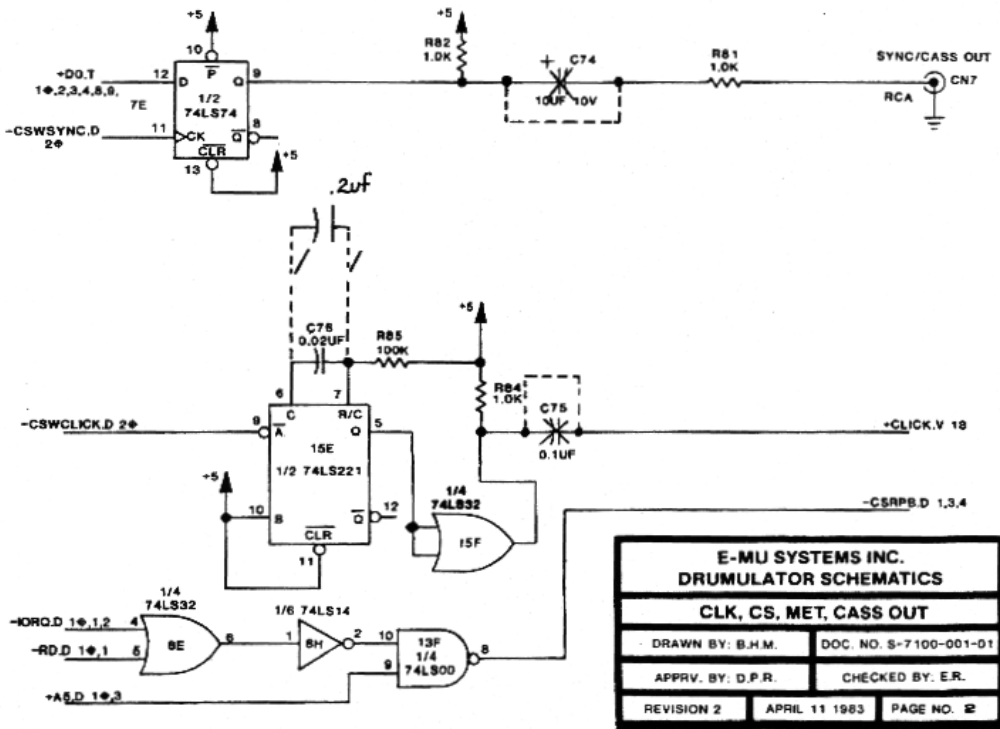 +5
10
P
+DO.T
1Φ,2,3,4,8,9,
12
D
Q
9
1/2
74LS74
7E
-CSWSYNC.D
2Φ
11
CK
Q
8
CLR
13
+5
+5
R82
1.0K
+
C74
10UF 10V
R81
1.0K
SYNC/CASS OUT
CN7
RCA
.2uf
C76
0.02UF
R85
100K
+5
R84
1.0K
C75
0.1UF
+CLICK.V 18
6
7
C
R/C
-CSWCLICK.D 2Φ
9
A
Q
5
15E
1/2 74LS221
+5
10
B
Q
12
CLR
11
1/4
74LS32
15F
-CSRPB.D 1,3,4
1/4
74LS32
-IORQ.D 1Φ,1,2
4
-RD.D 1Φ,1
5
8E
6
1/6 74LS14
1
8H
2
10
13F
1/4
74LS00
9
8
+A5.D 1Φ,3
E-MU SYSTEMS INC.
DRUMULATOR SCHEMATICS
CLK, CS, MET, CASS OUT
DRAWN BY: B.H.M.
DOC. NO. S-7100-001-01
APPRV. BY: D.P.R.
CHECKED BY: E.R.
REVISION 2
APRIL 11 1983
PAGE NO. 2